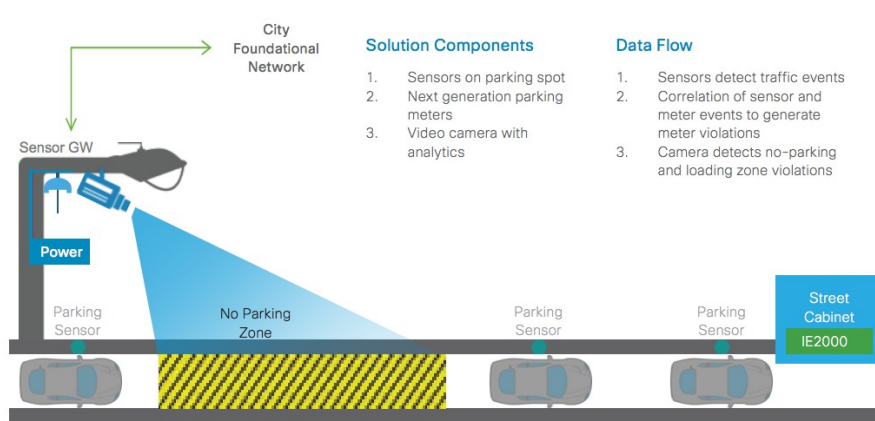 City
Foundational
Network
Solution Components
1. Sensors on parking spot
2. Next generation parking
meters
3. Video camera with
analytics
Data Flow
1. Sensors detect traffic events
2. Correlation of sensor and
meter events to generate
meter violations
3. Camera detects no-parking
and loading zone violations
Sensor GW
Power
Parking
Sensor
No Parking
Zone
Parking
Sensor
Parking
Sensor
Street
Cabinet
IE2000